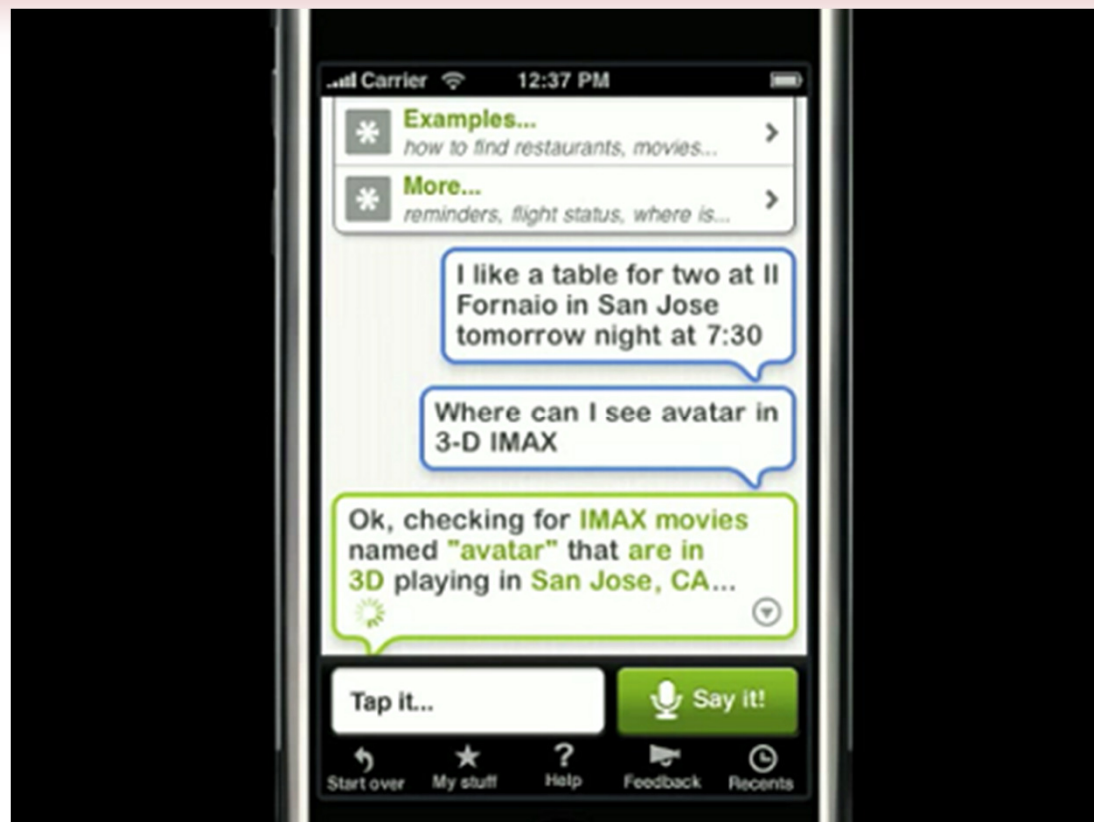 Carrier 12:37 PM
Examples...
how to find restaurants, movies...
More...
reminders, flight status, where is...
I like a table for two at Il
Fornaio in San Jose
tomorrow night at 7:30
Where can I see avatar in
3-D IMAX
Ok, checking for IMAX movies
named "avatar" that are in
3D playing in San Jose, CA...
Tap it... Say it!
Start over My stuff Help Feedback Recents